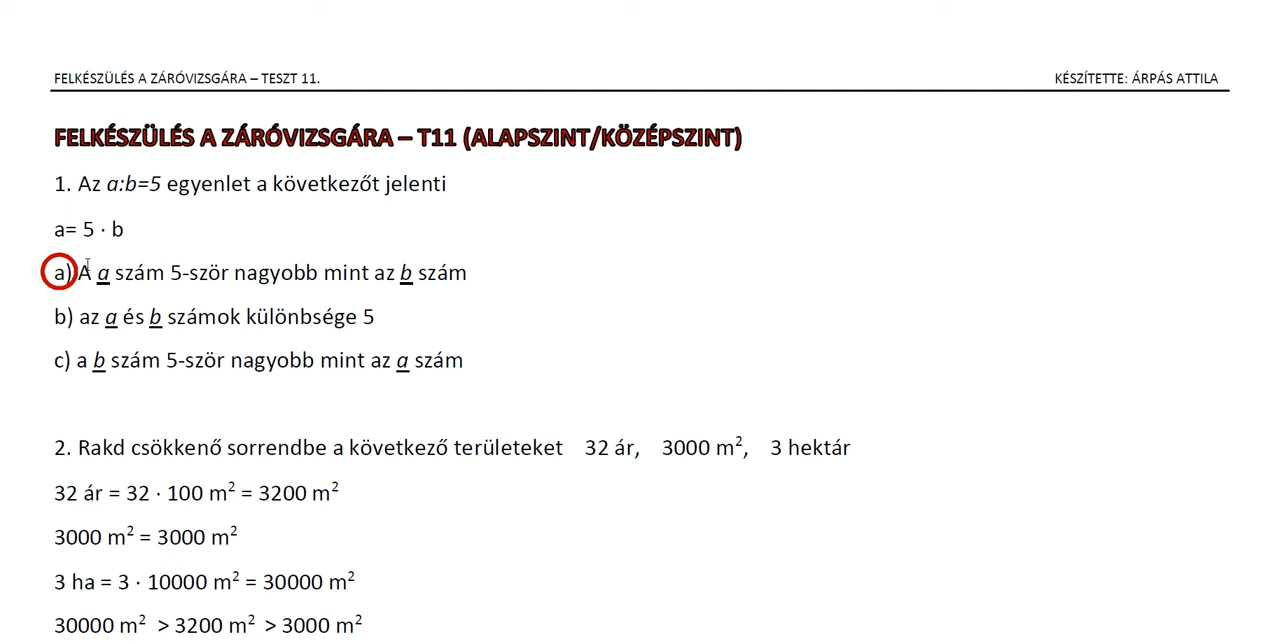 FELKÉSZÜLÉS A ZÁRÓVIZSGÁRA – TESZT 11. KÉSZÍTETTE: ÁRPÁS ATTILA
FELKÉSZÜLÉS A ZÁRÓVIZSGÁRA – T11 (ALAPSZINT/KÖZÉPSZINT)
1. Az a:b=5 egyenlet a következőt jelenti
a= 5 · b
a) A a szám 5-ször nagyobb mint az b szám
b) az a és b számok különbsége 5
c) a b szám 5-ször nagyobb mint az a szám
2. Rakd csökkenő sorrendbe a következő területeket 32 ár, 3000 m², 3 hektár
32 ár = 32 · 100 m² = 3200 m²
3000 m² = 3000 m²
3 ha = 3 · 10000 m² = 30000 m²
30000 m² > 3200 m² > 3000 m²